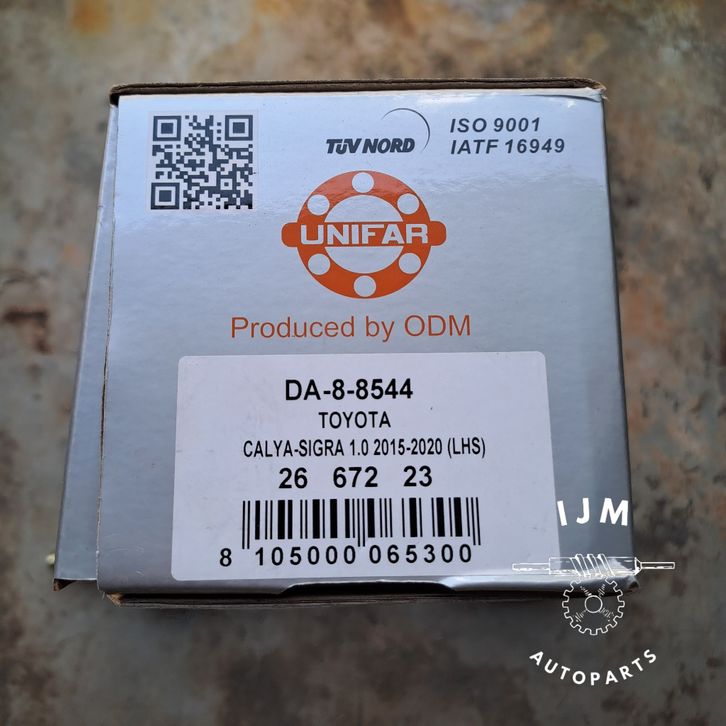 TÜV NORD
ISO 9001
IATF 16949
UNIFAR
Produced by ODM
DA-8-8544
TOYOTA
CALYA-SIGRA 1.0 2015-2020 (LHS)
26 672 23
8 105000 065300
IJM
AUTOPARTS